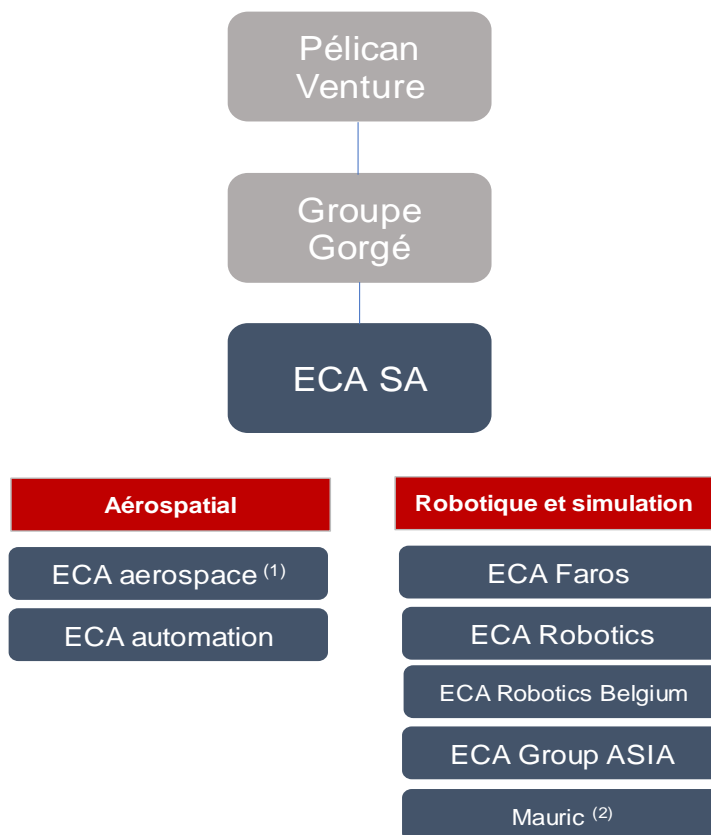 Pélican
Venture
Groupe
Gorgé
ECA SA
Aérospatial
ECA aerospace (1)
ECA automation
Robotique et simulation
ECA Faros
ECA Robotics
ECA Robotics Belgium
ECA Group ASIA
Mauric (2)